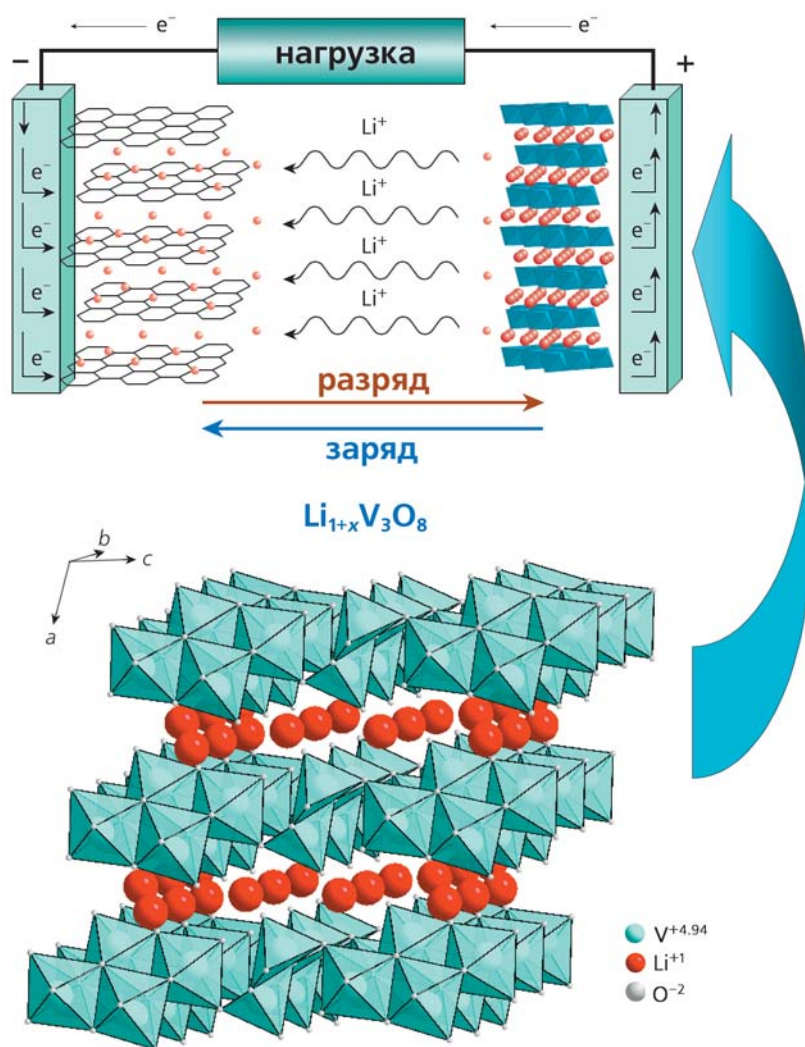 e⁻ e⁻
нагрузка
− +
Li⁺
e⁻ e⁻
Li⁺
e⁻ e⁻
Li⁺
e⁻ e⁻
Li⁺
e⁻ e⁻
разряд
заряд
Li₁₊ₓV₃O₈
b
c
a
V⁺⁴·⁹⁴
Li⁺¹
O⁻²